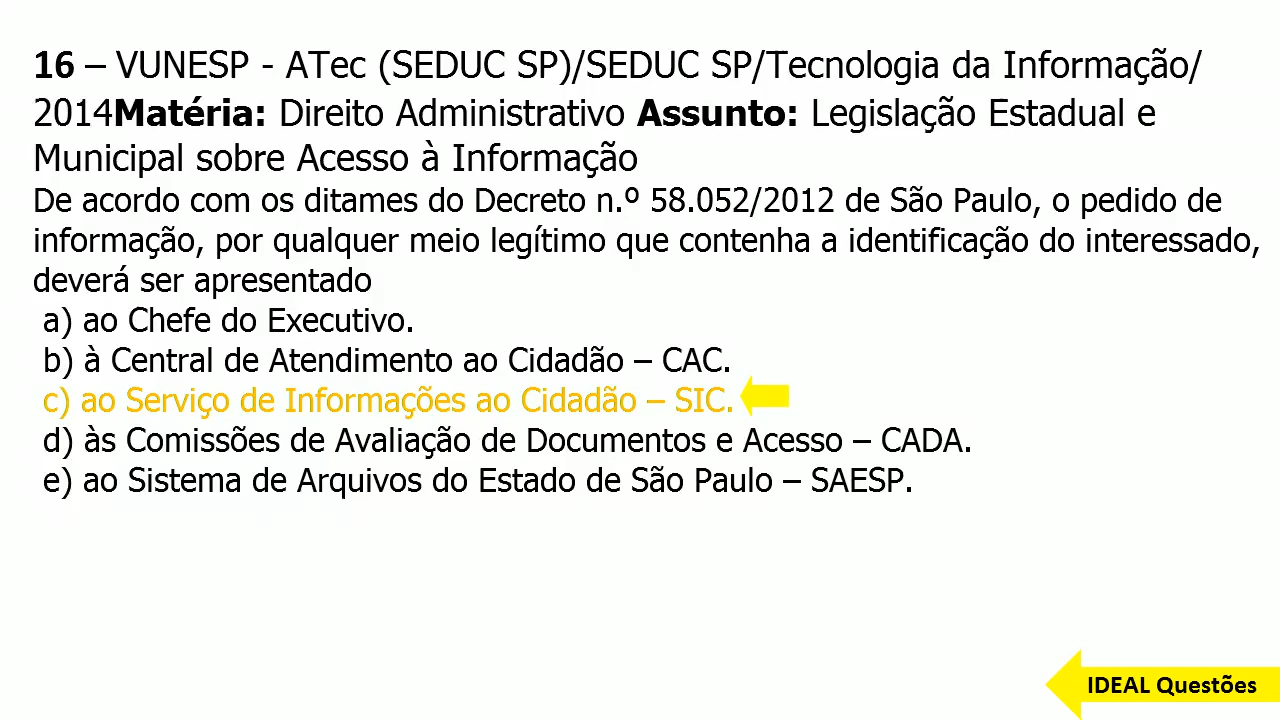 16 – VUNESP - ATec (SEDUC SP)/SEDUC SP/Tecnologia da Informação/
2014Matéria: Direito Administrativo Assunto: Legislação Estadual e
Municipal sobre Acesso à Informação
De acordo com os ditames do Decreto n.º 58.052/2012 de São Paulo, o pedido de
informação, por qualquer meio legítimo que contenha a identificação do interessado,
deverá ser apresentado
a) ao Chefe do Executivo.
b) à Central de Atendimento ao Cidadão – CAC.
c) ao Serviço de Informações ao Cidadão – SIC.
d) às Comissões de Avaliação de Documentos e Acesso – CADA.
e) ao Sistema de Arquivos do Estado de São Paulo – SAESP.
IDEAL Questões